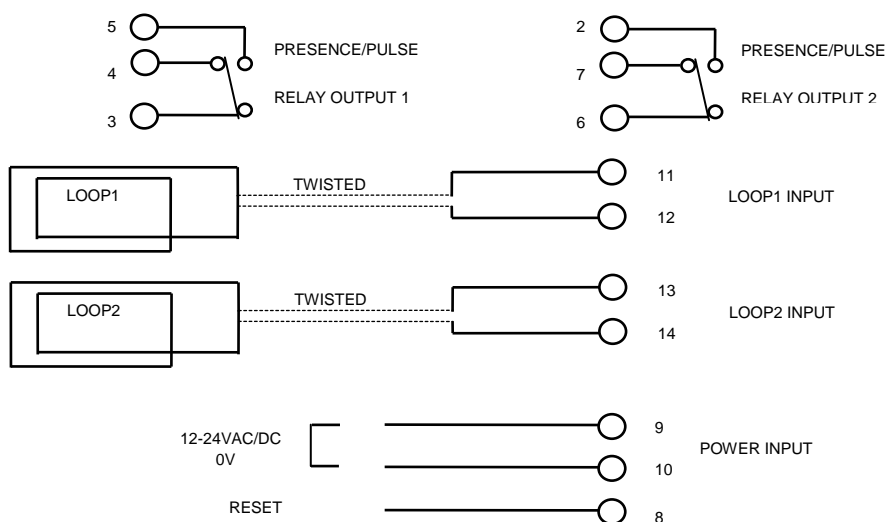 5
2
PRESENCE/PULSE
PRESENCE/PULSE
4
7
RELAY OUTPUT 1
RELAY OUTPUT 2
3
6
LOOP1
TWISTED
11
LOOP1 INPUT
12
LOOP2
TWISTED
13
LOOP2 INPUT
14
12-24VAC/DC
0V
9
POWER INPUT
10
RESET
8